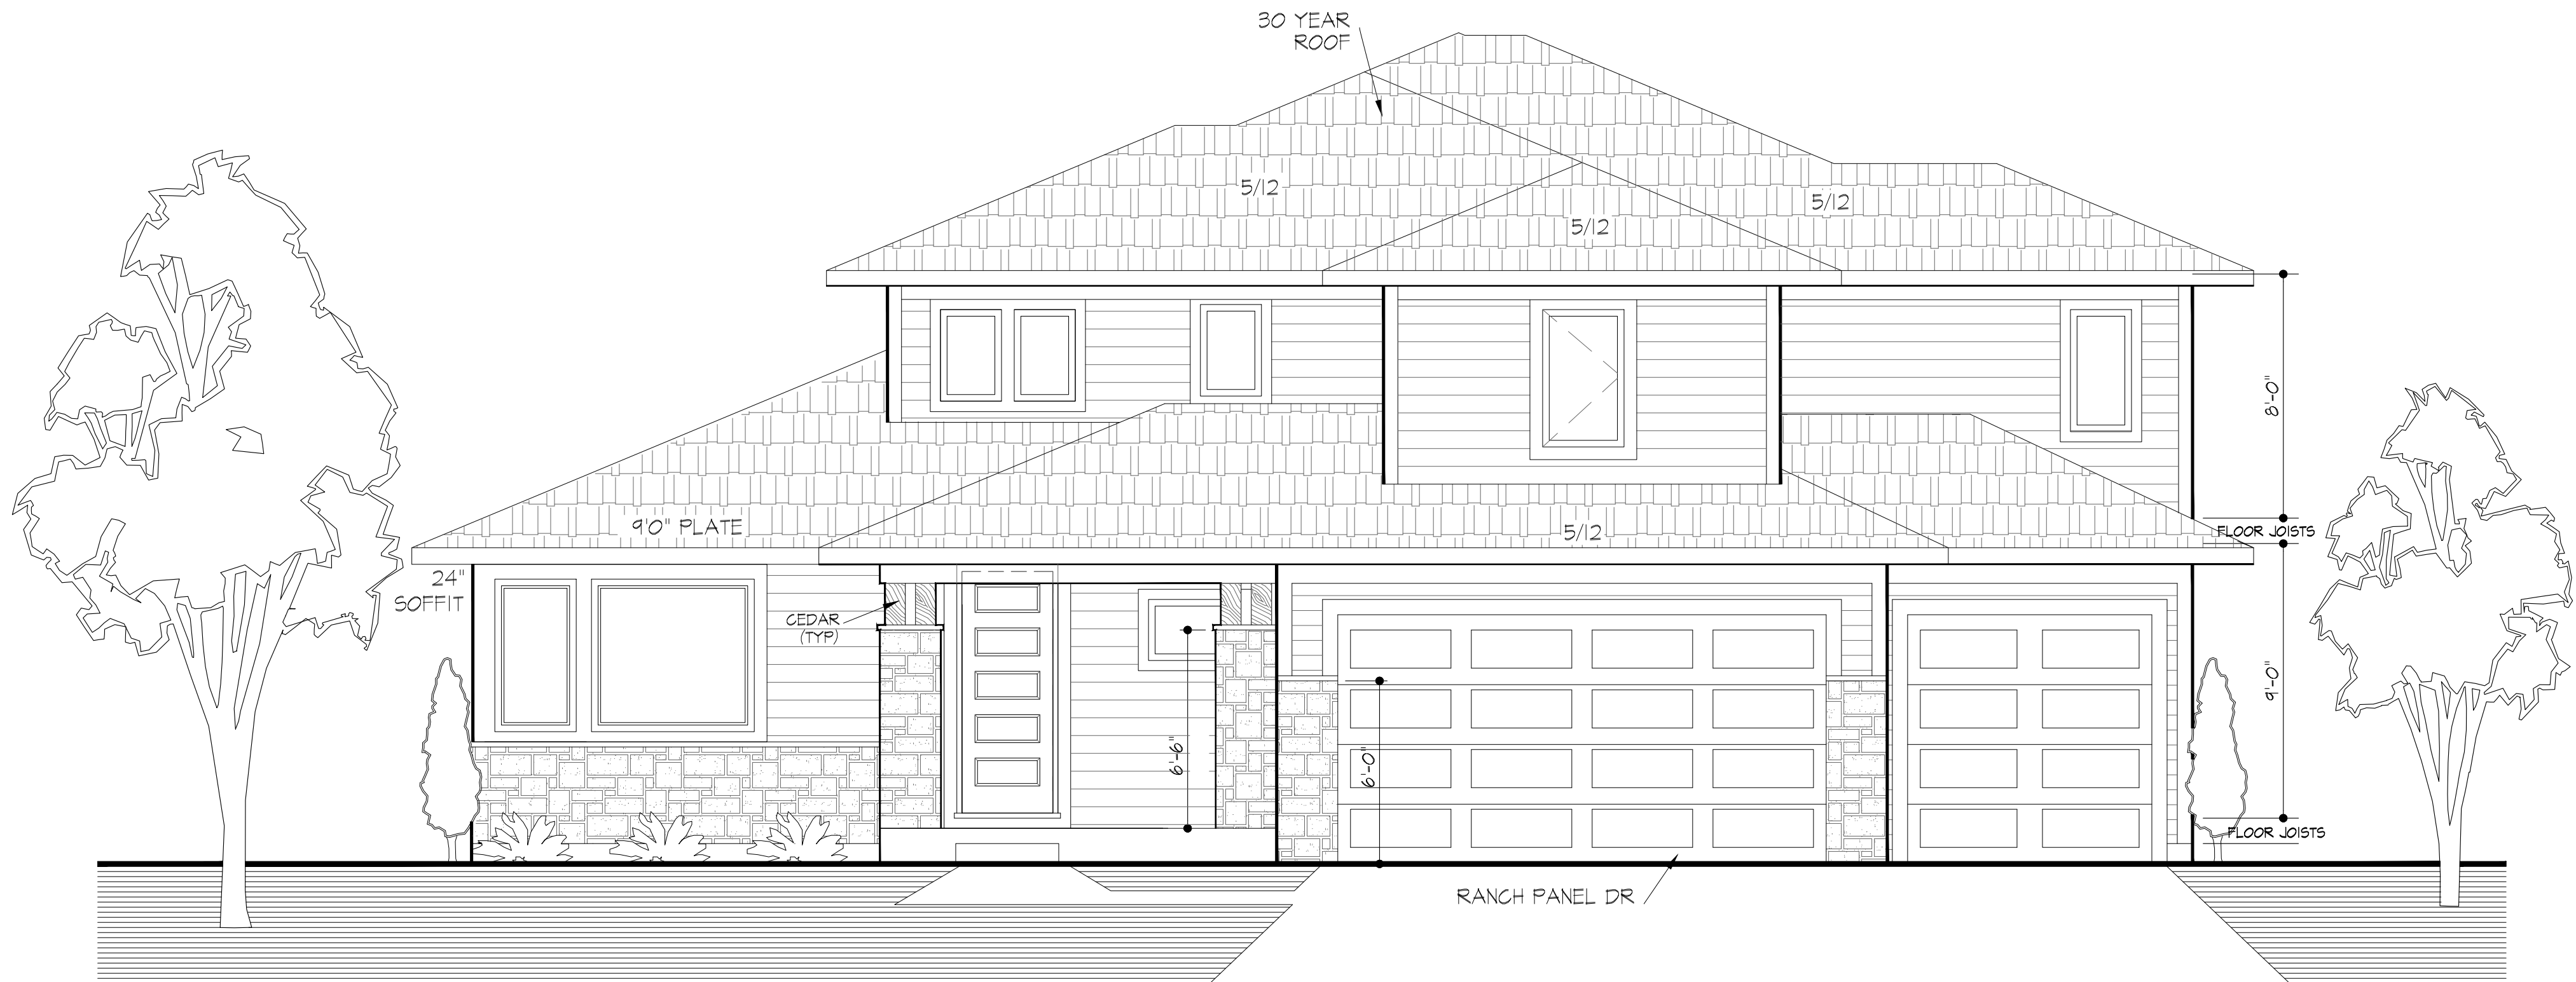 30 YEAR
ROOF
5/12
5/12
5/12
8'-0"
9'0" PLATE
5/12
FLOOR JOISTS
24"
SOFFIT
CEDAR
(TYP)
6'-6"
6'-0"
9'-0"
FLOOR JOISTS
RANCH PANEL DR